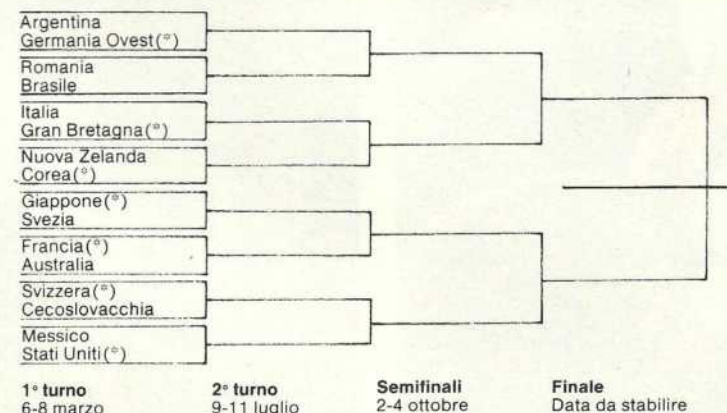 Argentina
Germania Ovest(*)
Romania
Brasile
Italia
Gran Bretagna(*)
Nuova Zelanda
Corea(*)
Giappone(*)
Svezia
Francia(*)
Australia
Svizzera(*)
Cecoslovacchia
Messico
Stati Uniti(*)
1° turno
6-8 marzo
2° turno
9-11 luglio
Semifinali
2-4 ottobre
Finale
Data da stabilire